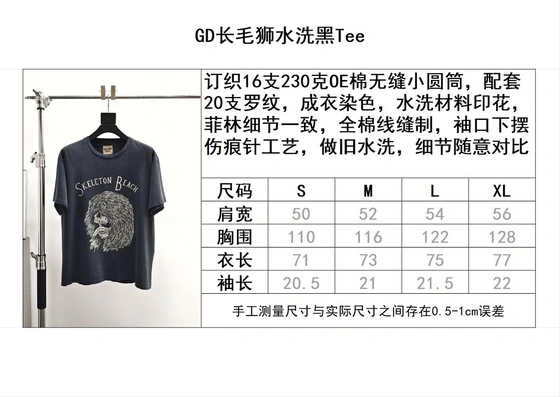 GD长毛狮水洗黑Tee
订织16支230克OE棉无缝小圆筒，配套
20支罗纹，成衣染色，水洗材料印花，
菲林细节一致，全棉线缝制，袖口下摆
伤痕针工艺，做旧水洗，细节随意对比
SKELETON BEACH
尺码 S M L XL
肩宽 50 52 54 56
胸围 110 116 122 128
衣长 71 73 75 77
袖长 20.5 21 21.5 22
手工测量尺寸与实际尺寸之间存在0.5-1cm误差